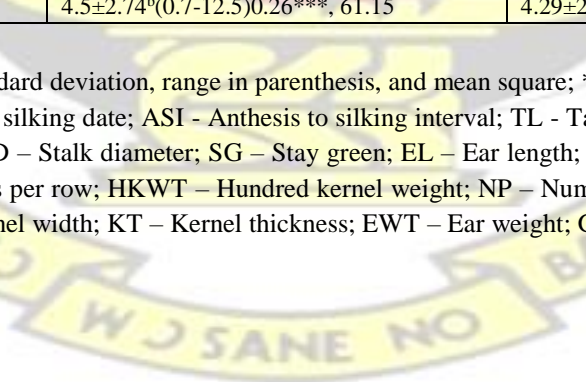 4.5±2.74ᵇ(0.7-12.5)0.26***, 61.15 4.29±2
dard deviation, range in parenthesis, and mean square; *
silking date; ASI - Anthesis to silking interval; TL - Ta
D – Stalk diameter; SG – Stay green; EL – Ear length;
s per row; HKWT – Hundred kernel weight; NP – Num
nel width; KT – Kernel thickness; EWT – Ear weight; C
W J SANE NO